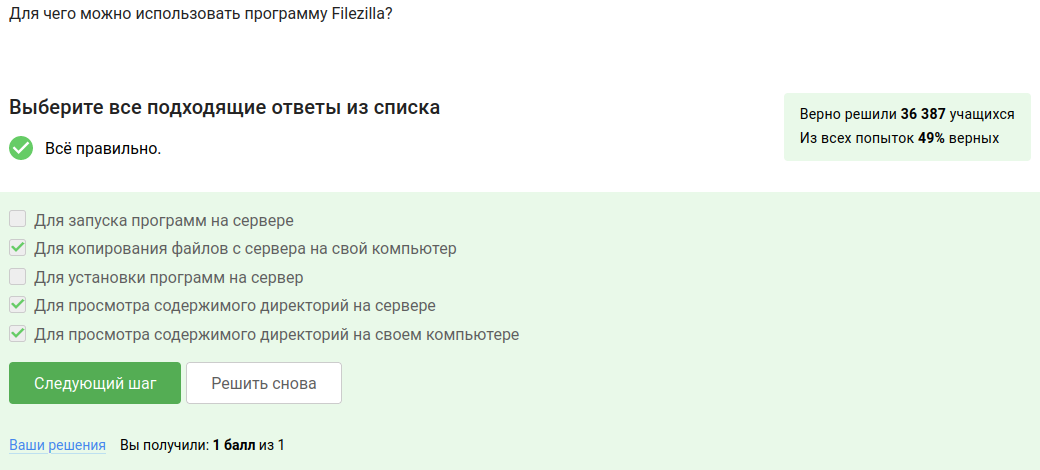 Для чего можно использовать программу Filezilla?
Выберите все подходящие ответы из списка
Всё правильно.
Верно решили 36 387 учащихся
Из всех попыток 49% верных
Для запуска программ на сервере
Для копирования файлов с сервера на свой компьютер
Для установки программ на сервер
Для просмотра содержимого директорий на сервере
Для просмотра содержимого директорий на своем компьютере
Следующий шаг
Решить снова
Ваши решения
Вы получили: 1 балл из 1